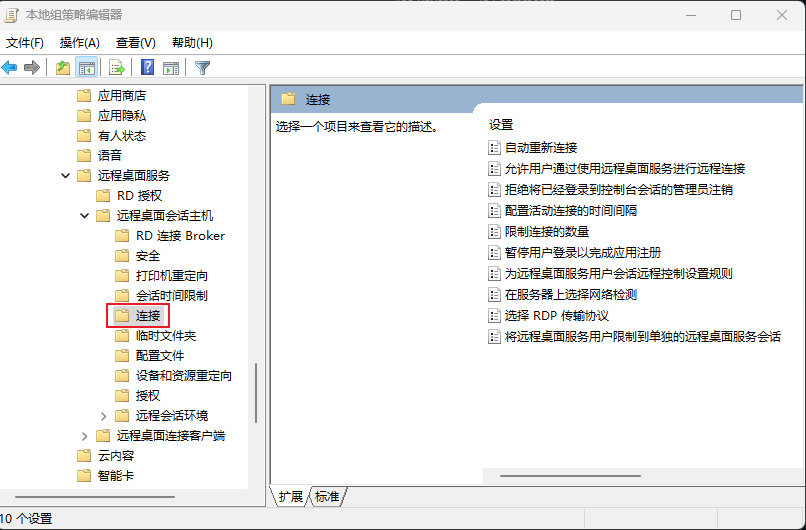 本地组策略编辑器
文件(F) 操作(A) 查看(V) 帮助(H)
应用商店
应用隐私
有人状态
语音
远程桌面服务
RD 授权
远程桌面会话主机
RD 连接 Broker
安全
打印机重定向
会话时间限制
连接
临时文件夹
配置文件
设备和资源重定向
授权
远程会话环境
远程桌面连接客户端
云内容
智能卡
连接
选择一个项目来查看它的描述。
设置
自动重新连接
允许用户通过使用远程桌面服务进行远程连接
拒绝将已经登录到控制台会话的管理员注销
配置活动连接的时间间隔
限制连接的数量
暂停用户登录以完成应用注册
为远程桌面服务用户会话远程控制设置规则
在服务器上选择网络检测
选择 RDP 传输协议
将远程桌面服务用户限制到单独的远程桌面服务会话
扩展 标准
10 个设置